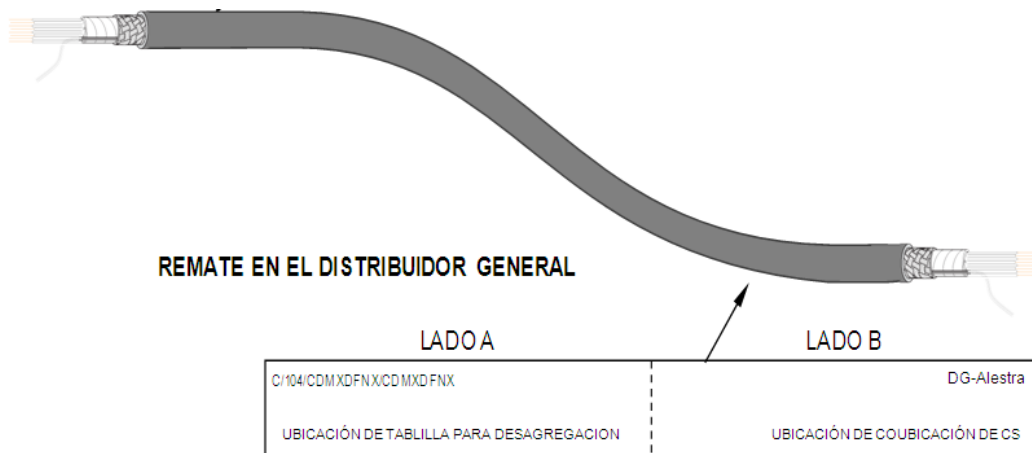 REMATE EN EL DISTRIBUIDOR GENERAL
LADO A
LADO B
C/104/CDMXDFNX/CDMXDFNX
DG-Alestra
UBICACIÓN DE TABLILLA PARA DESAGREGACION
UBICACIÓN DE COUBICACIÓN DE CS